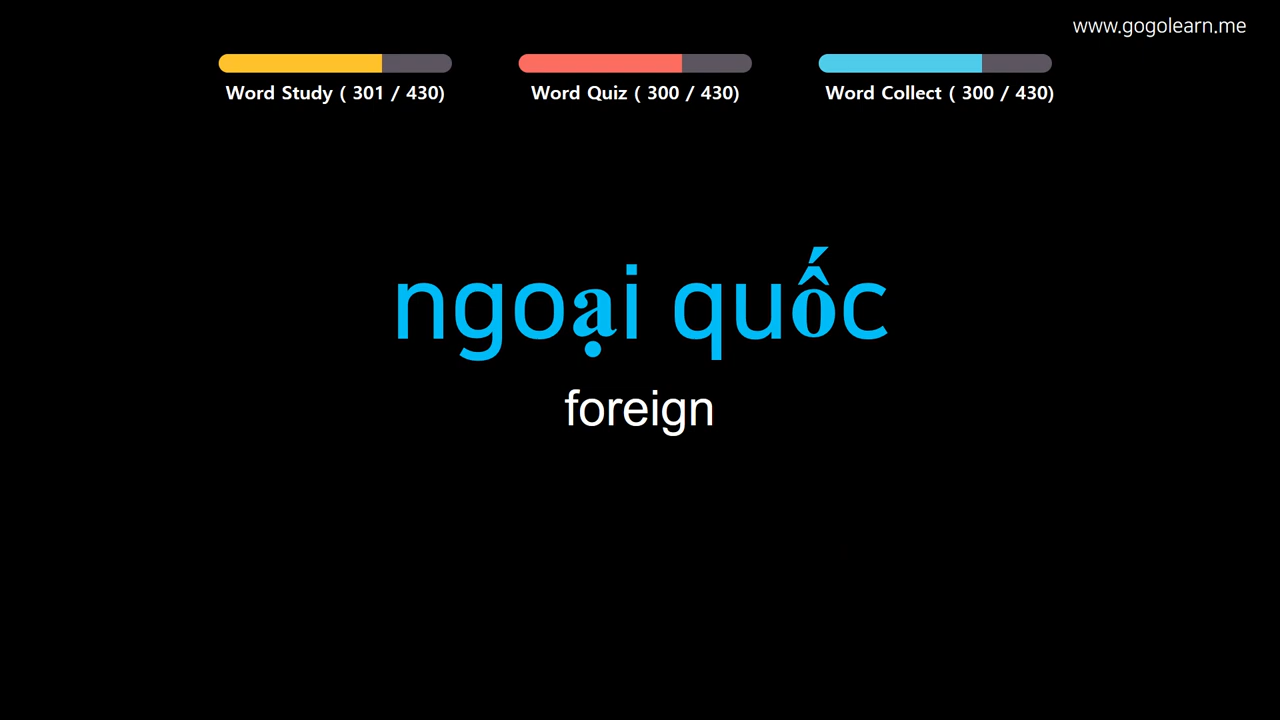 www.gogolearn.me
Word Study ( 301 / 430)
Word Quiz ( 300 / 430)
Word Collect ( 300 / 430)
ngoại quốc
foreign